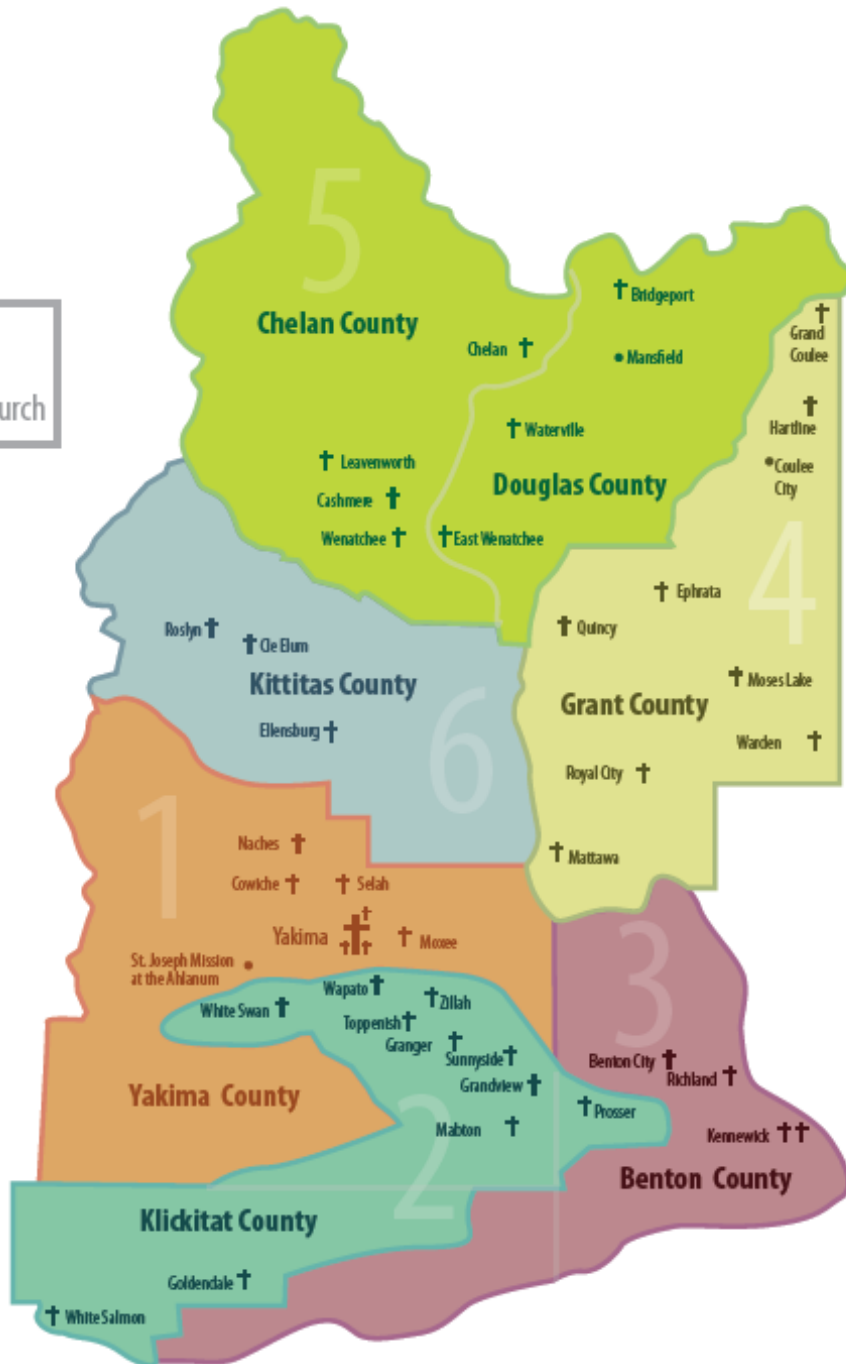 5
Chelan County
Bridgeport
Grand
Coulee
Chelan
Mansfield
Hartline
Waterville
urch
Leavenworth
Coulee
City
Cashmere
Douglas County
Wenatchee
East Wenatchee
4
Ephrata
Roslyn
Quincy
Cle Elum
Kittitas County
Moses Lake
Grant County
Ellensburg
6
Warden
Royal City
1
Naches
Mattawa
Cowiche
Selah
Yakima
Moxee
3
St. Joseph Mission
at the Ahlanum
Wapato
White Swan
Zillah
Toppenish
Granger
Sunnyside
Benton City
Richland
Grandview
Yakima County
2
Prosser
Mabton
Kennewick
Benton County
Klickitat County
Goldendale
White Salmon